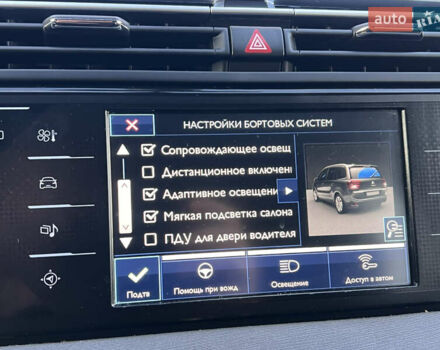 auto RIA
НАСТРОЙКИ БОРТОВЫХ СИСТЕМ
Сопровождающее освещ
Дистанционное включени
Адаптивное освещени
Мягкая подсветка салона
ПДУ для двери водителя
Подтв
Помощь при вожд
Освещение
Доступ в автом